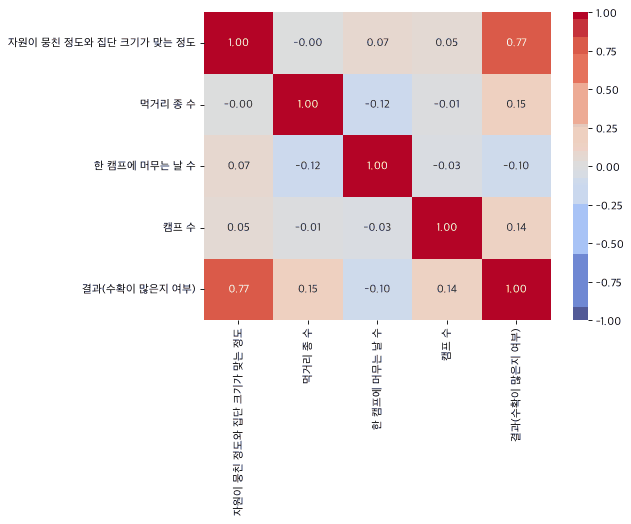 자원이 뭉친 정도와 집단 크기가 맞는 정도
1.00 -0.00 0.07 0.05 0.77
먹거리 종 수
-0.00 1.00 -0.12 -0.01 0.15
한 캠프에 머무는 날 수
0.07 -0.12 1.00 -0.03 -0.10
캠프 수
0.05 -0.01 -0.03 1.00 0.14
결과(수확이 많은지 여부)
0.77 0.15 -0.10 0.14 1.00
자원이 뭉친 정도와 집단 크기가 맞는 정도
먹거리 종 수
한 캠프에 머무는 날 수
캠프 수
결과(수확이 많은지 여부)
1.00
0.75
0.50
0.25
0.00
-0.25
-0.50
-0.75
-1.00